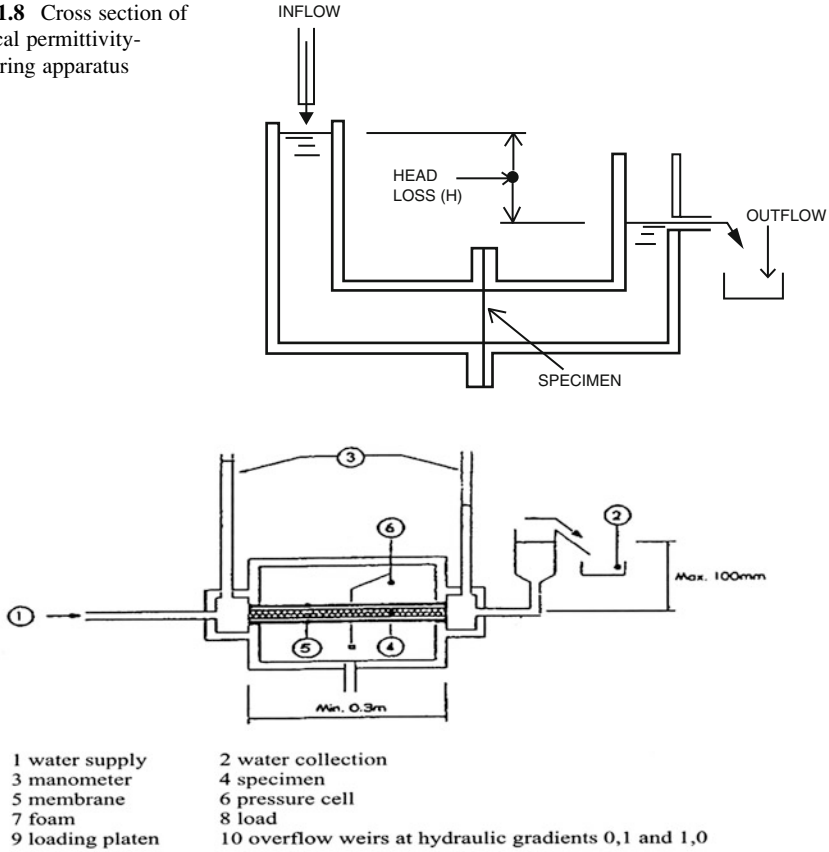 1.8 Cross section of
cal permittivity-
ring apparatus
INFLOW
HEAD
LOSS (H)
OUTFLOW
SPECIMEN
3
6
2
Max. 100mm
1
5
4
Min. 0.3m
1 water supply 2 water collection
3 manometer 4 specimen
5 membrane 6 pressure cell
7 foam 8 load
9 loading platen 10 overflow weirs at hydraulic gradients 0,1 and 1,0